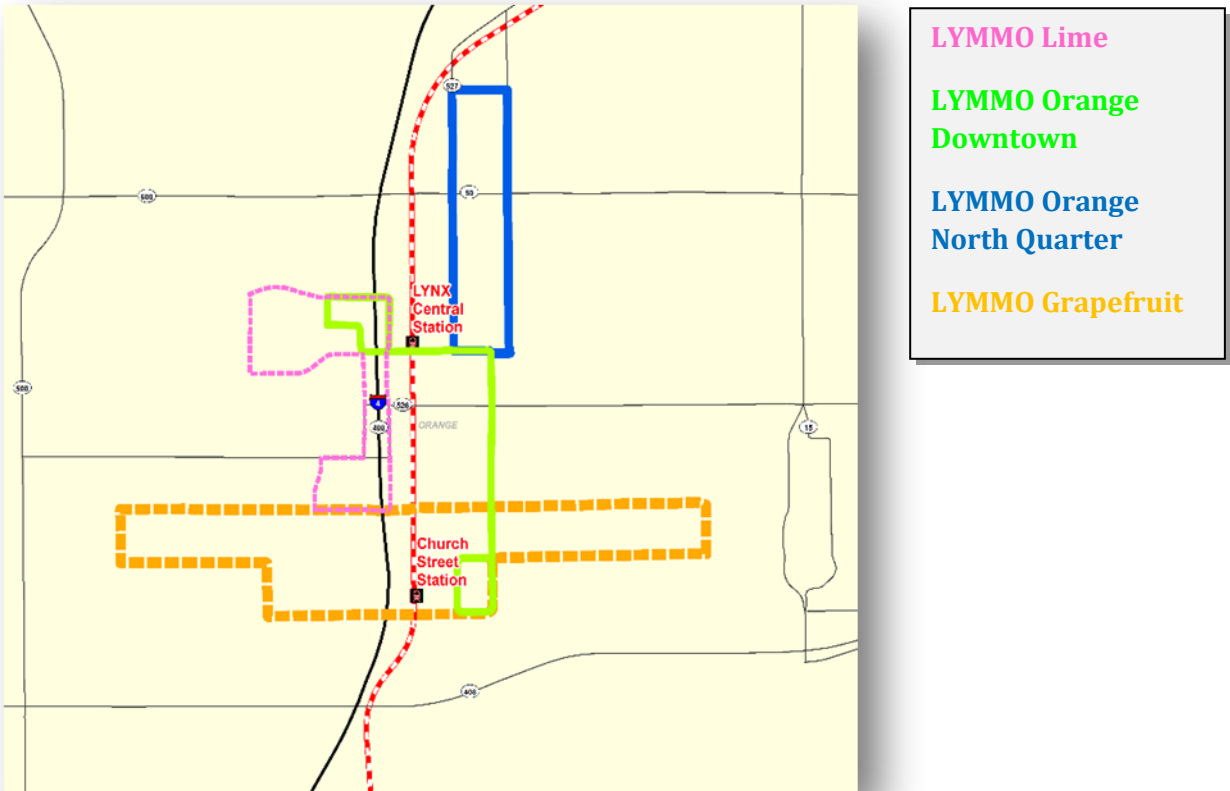 LYMMO Lime
LYMMO Orange
Downtown
LYMMO Orange
North Quarter
LYMMO Grapefruit
527
500
50
LYNX
Central
Station
500
4
526
400
ORANGE
15
Church
Street
Station
408